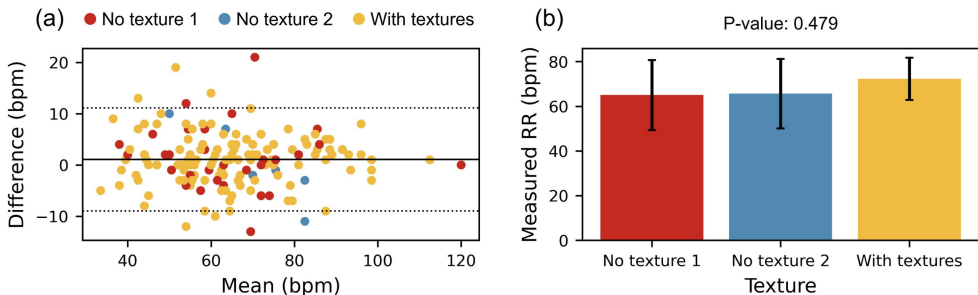 (a) No texture 1 No texture 2 With textures
20
10
0
−10
Difference (bpm)
40 60 80 100 120
Mean (bpm)
(b) P-value: 0.479
80
60
40
20
0
Measured RR (bpm)
No texture 1 No texture 2 With textures
Texture